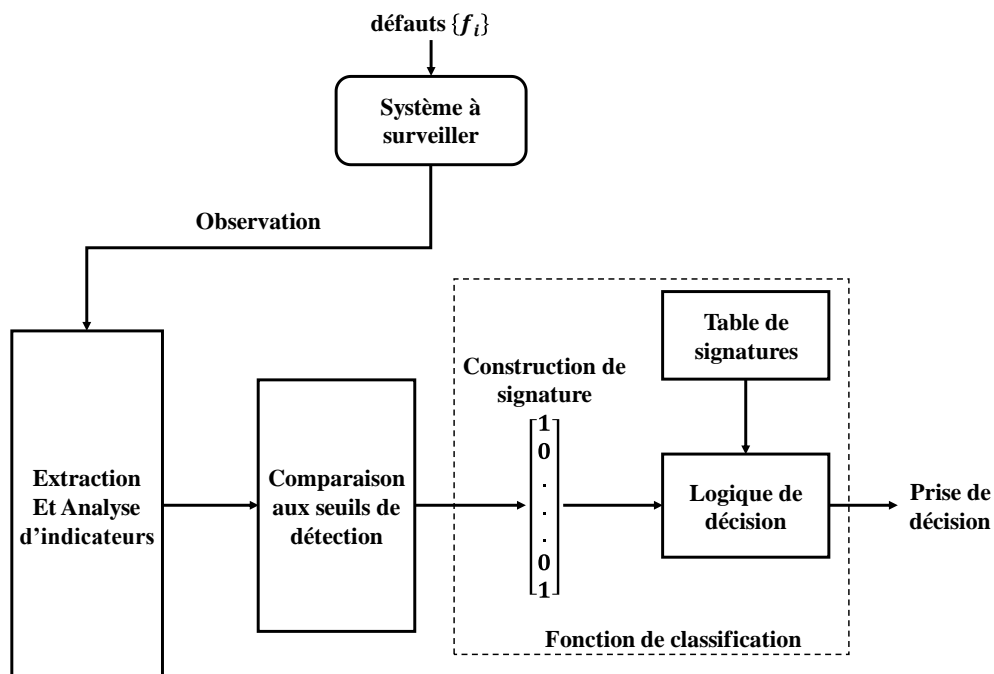 défauts {fᵢ}
Système à
surveiller
Observation
Table de
signatures
Construction de
signature
[1
0
.
.
.
0
1]
Extraction
Et Analyse
d’indicateurs
Comparaison
aux seuils de
détection
Logique de
décision
Prise de
décision
Fonction de classification